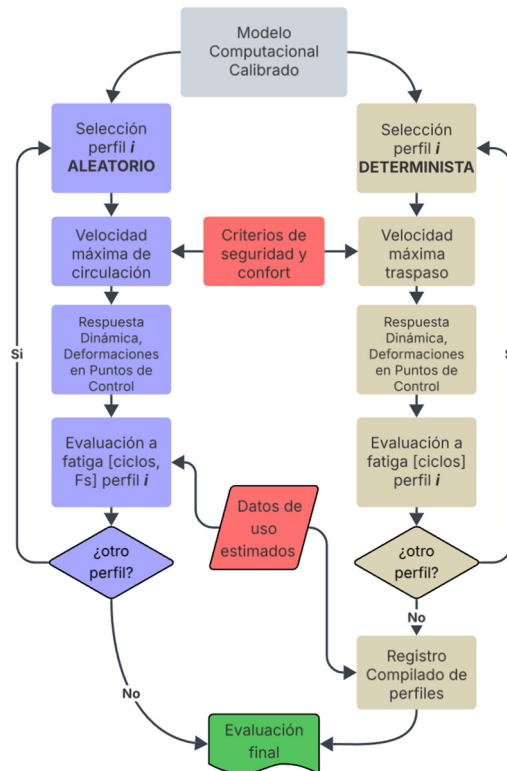 Modelo
Computacional
Calibrado
Selección
perfil i
ALEATORIO
Selección
perfil i
DETERMINISTA
Velocidad
máxima de
circulación
Criterios de
seguridad y
confort
Velocidad
máxima
traspaso
Respuesta
Dinámica,
Deformaciones
en Puntos de
Control
Respuesta
Dinámica,
Deformaciones
en Puntos de
Control
Si
Evaluación a
fatiga [ciclos,
Fs] perfil i
Evaluación a
fatiga [ciclos]
perfil i
Datos de
uso
estimados
¿otro
perfil?
¿otro
perfil?
No
Registro
Compilado de
perfiles
No
Evaluación
final